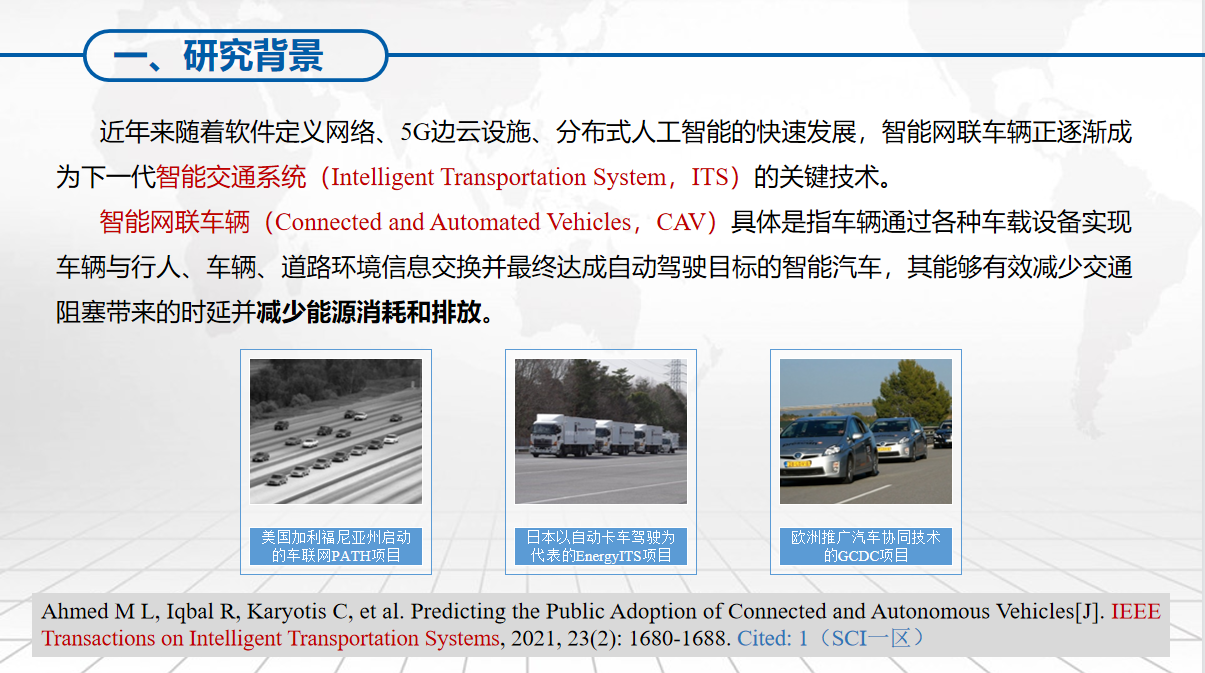 一、研究背景
近年来随着软件定义网络、5G边云设施、分布式人工智能的快速发展，智能网联车辆正逐渐成
为下一代智能交通系统（Intelligent Transportation System，ITS）的关键技术。
智能网联车辆（Connected and Automated Vehicles，CAV）具体是指车辆通过各种车载设备实现
车辆与行人、车辆、道路环境信息交换并最终达成自动驾驶目标的智能汽车，其能够有效减少交通
阻塞带来的时延并减少能源消耗和排放。
美国加利福尼亚州启动
的车联网PATH项目
日本以自动卡车驾驶为
代表的EnergyITS项目
欧洲推广汽车协同技术
的GCDC项目
Ahmed M L, Iqbal R, Karyotis C, et al. Predicting the Public Adoption of Connected and Autonomous Vehicles[J]. IEEE
Transactions on Intelligent Transportation Systems, 2021, 23(2): 1680-1688. Cited: 1（SCI一区）